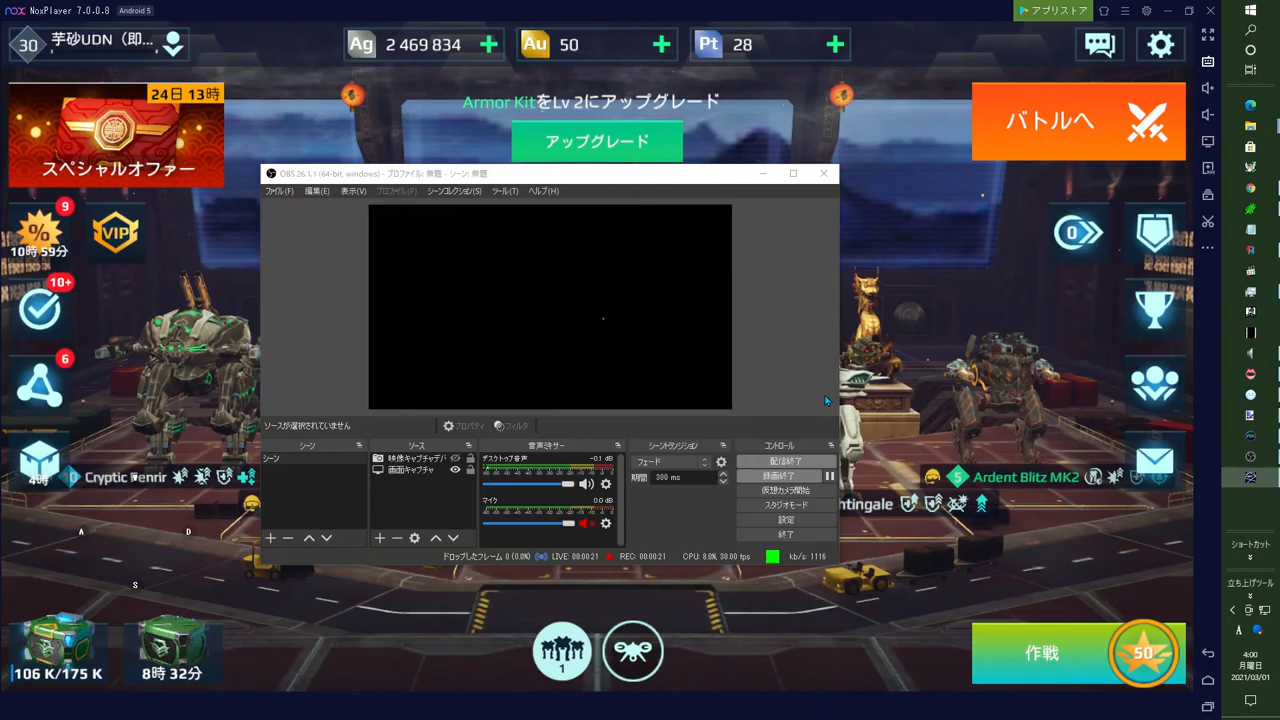 NoxPlayer 7.0.0.8
Android 5
アプリストア
30
芋砂UDN（即...
Ag
2 469 834
Au
50
Pt
28
24日 13時
スペシャルオファー
Armor KitをLv 2にアップグレード
アップグレード
バトルへ
OBS 26.1.1 (64-bit, windows) - プロファイル: 無題 - シーン: 無題
ファイル(F)
編集(E)
表示(V)
プロファイル(P)
シーンコレクション(S)
ツール(T)
ヘルプ(H)
9
%
10時 59分
VIP
0
10+
6
4時
Cryptic Fenrir
5
Ardent Blitz MK2
htingale
ソースが選択されていません
プロパティ
フィルタ
シーン
ソース
音声ミキサー
シーントランジション
コントロール
シーン
映像キャプチャデバ
画面キャプチャ
デスクトップ音声
-0.1 dB
マイク
0.0 dB
フェード
期間
300 ms
配信終了
録画終了
仮想カメラ開始
スタジオモード
設定
終了
ドロップしたフレーム 0 (0.0%)
LIVE: 00:00:21
REC: 00:00:21
CPU: 8.0%, 30.00 fps
kb/s: 1116
A
D
S
106 K/175 K
8時 32分
1
作戦
50
ショートカット
立ち上げツール
A
4:00
月曜日
2021/03/01